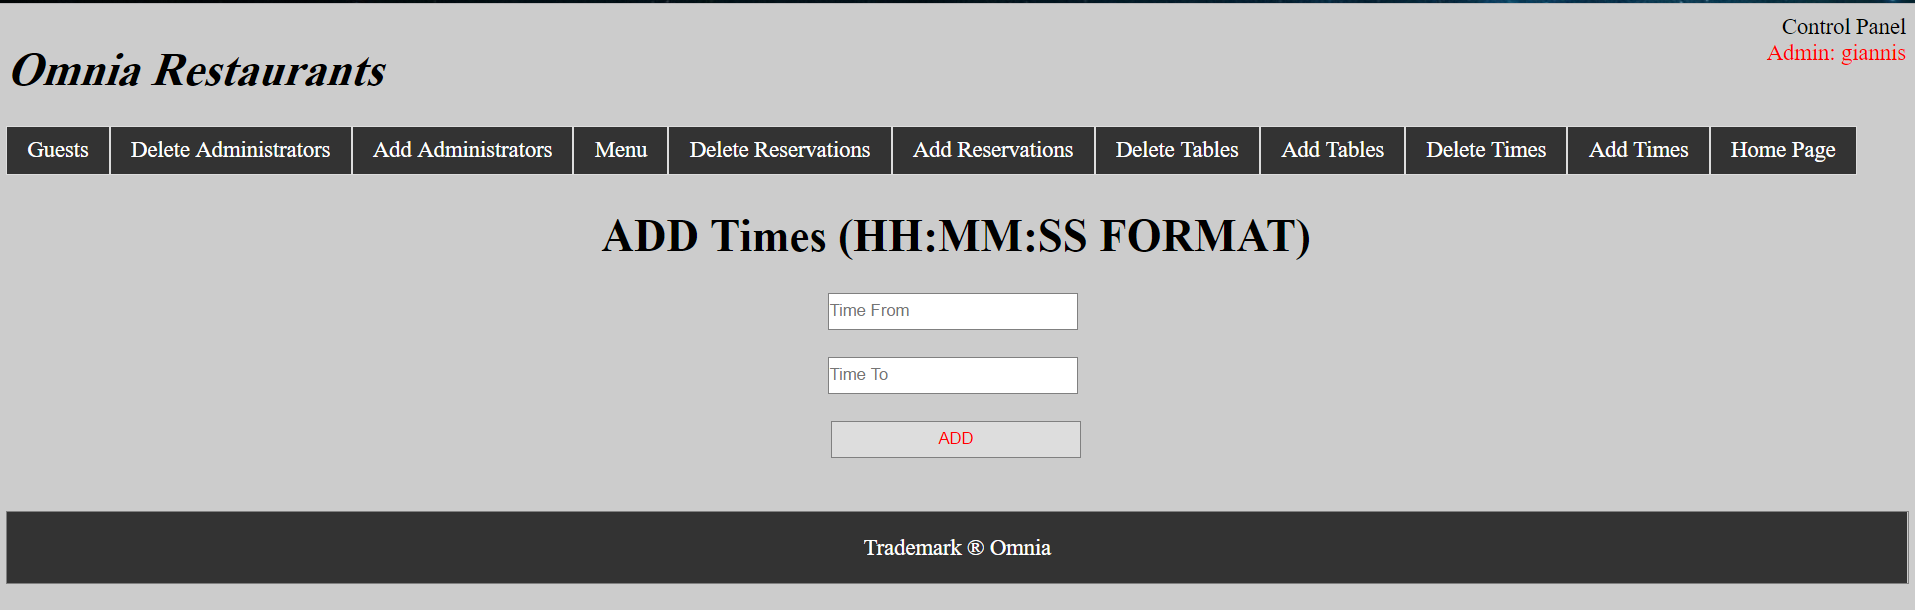 Control Panel
Admin: giannis
Omnia Restaurants
Guests Delete Administrators Add Administrators Menu Delete Reservations Add Reservations Delete Tables Add Tables Delete Times Add Times Home Page
ADD Times (HH:MM:SS FORMAT)
Time From
Time To
ADD
Trademark ® Omnia